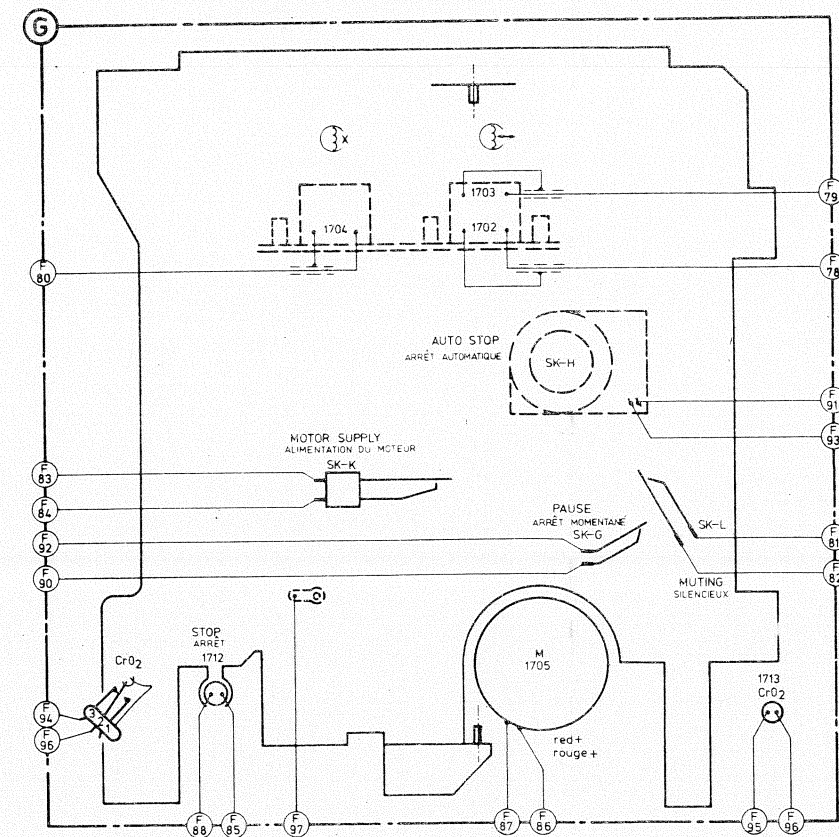 G
X
1703
F
79
1704
1702
F
80
F
78
AUTO STOP
ARRÊT AUTOMATIQUE
SK-H
F
91
F
93
MOTOR SUPPLY
ALIMENTATION DU MOTEUR
SK-K
F
83
F
84
PAUSE
ARRÊT MOMENTANÉ
SK-G
SK-L
F
81
F
92
F
90
F
82
MUTING
SILENCIEUX
STOP
ARRÊT
1712
CrO2
M
1705
1713
CrO2
F
94
3
2
1
F
96
red+
rouge+
F
88
F
85
F
97
F
87
F
86
F
95
F
96